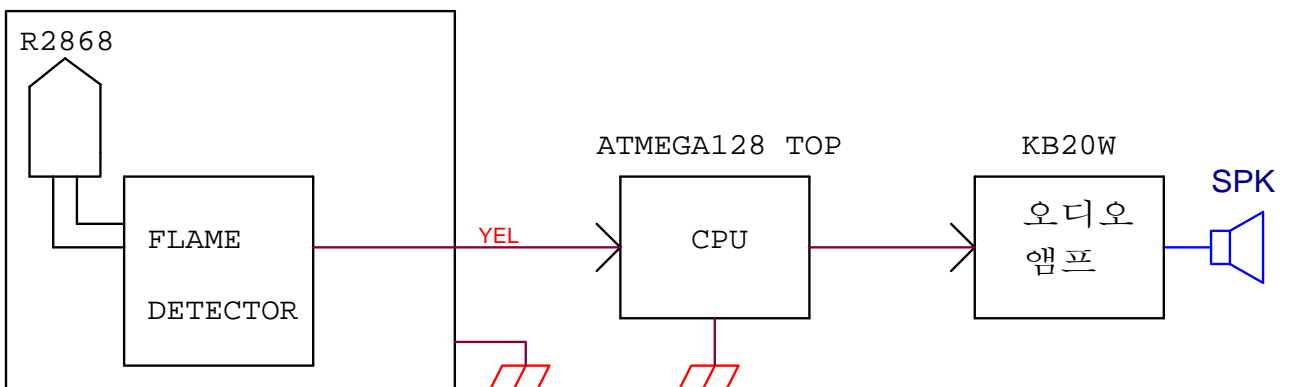 R2868
FLAME
DETECTOR
YEL
ATMEGA128 TOP
CPU
KB20W
오디오
앰프
SPK